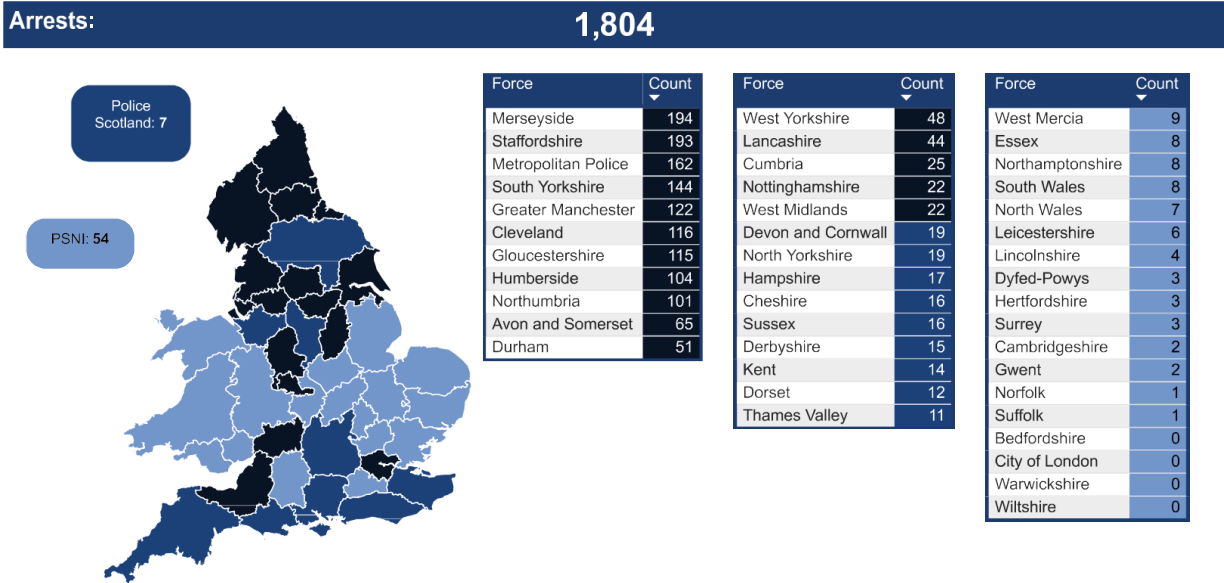 Arrests: 1,804
Police
Scotland: 7
PSNI: 54
Force Count
Merseyside 194
Staffordshire 193
Metropolitan Police 162
South Yorkshire 144
Greater Manchester 122
Cleveland 116
Gloucestershire 115
Humberside 104
Northumbria 101
Avon and Somerset 65
Durham 51
Force Count
West Yorkshire 48
Lancashire 44
Cumbria 25
Nottinghamshire 22
West Midlands 22
Devon and Cornwall 19
North Yorkshire 19
Hampshire 17
Cheshire 16
Sussex 16
Derbyshire 15
Kent 14
Dorset 12
Thames Valley 11
Force Count
West Mercia 9
Essex 8
Northamptonshire 8
South Wales 8
North Wales 7
Leicestershire 6
Lincolnshire 4
Dyfed-Powys 3
Hertfordshire 3
Surrey 3
Cambridgeshire 2
Gwent 2
Norfolk 1
Suffolk 1
Bedfordshire 0
City of London 0
Warwickshire 0
Wiltshire 0